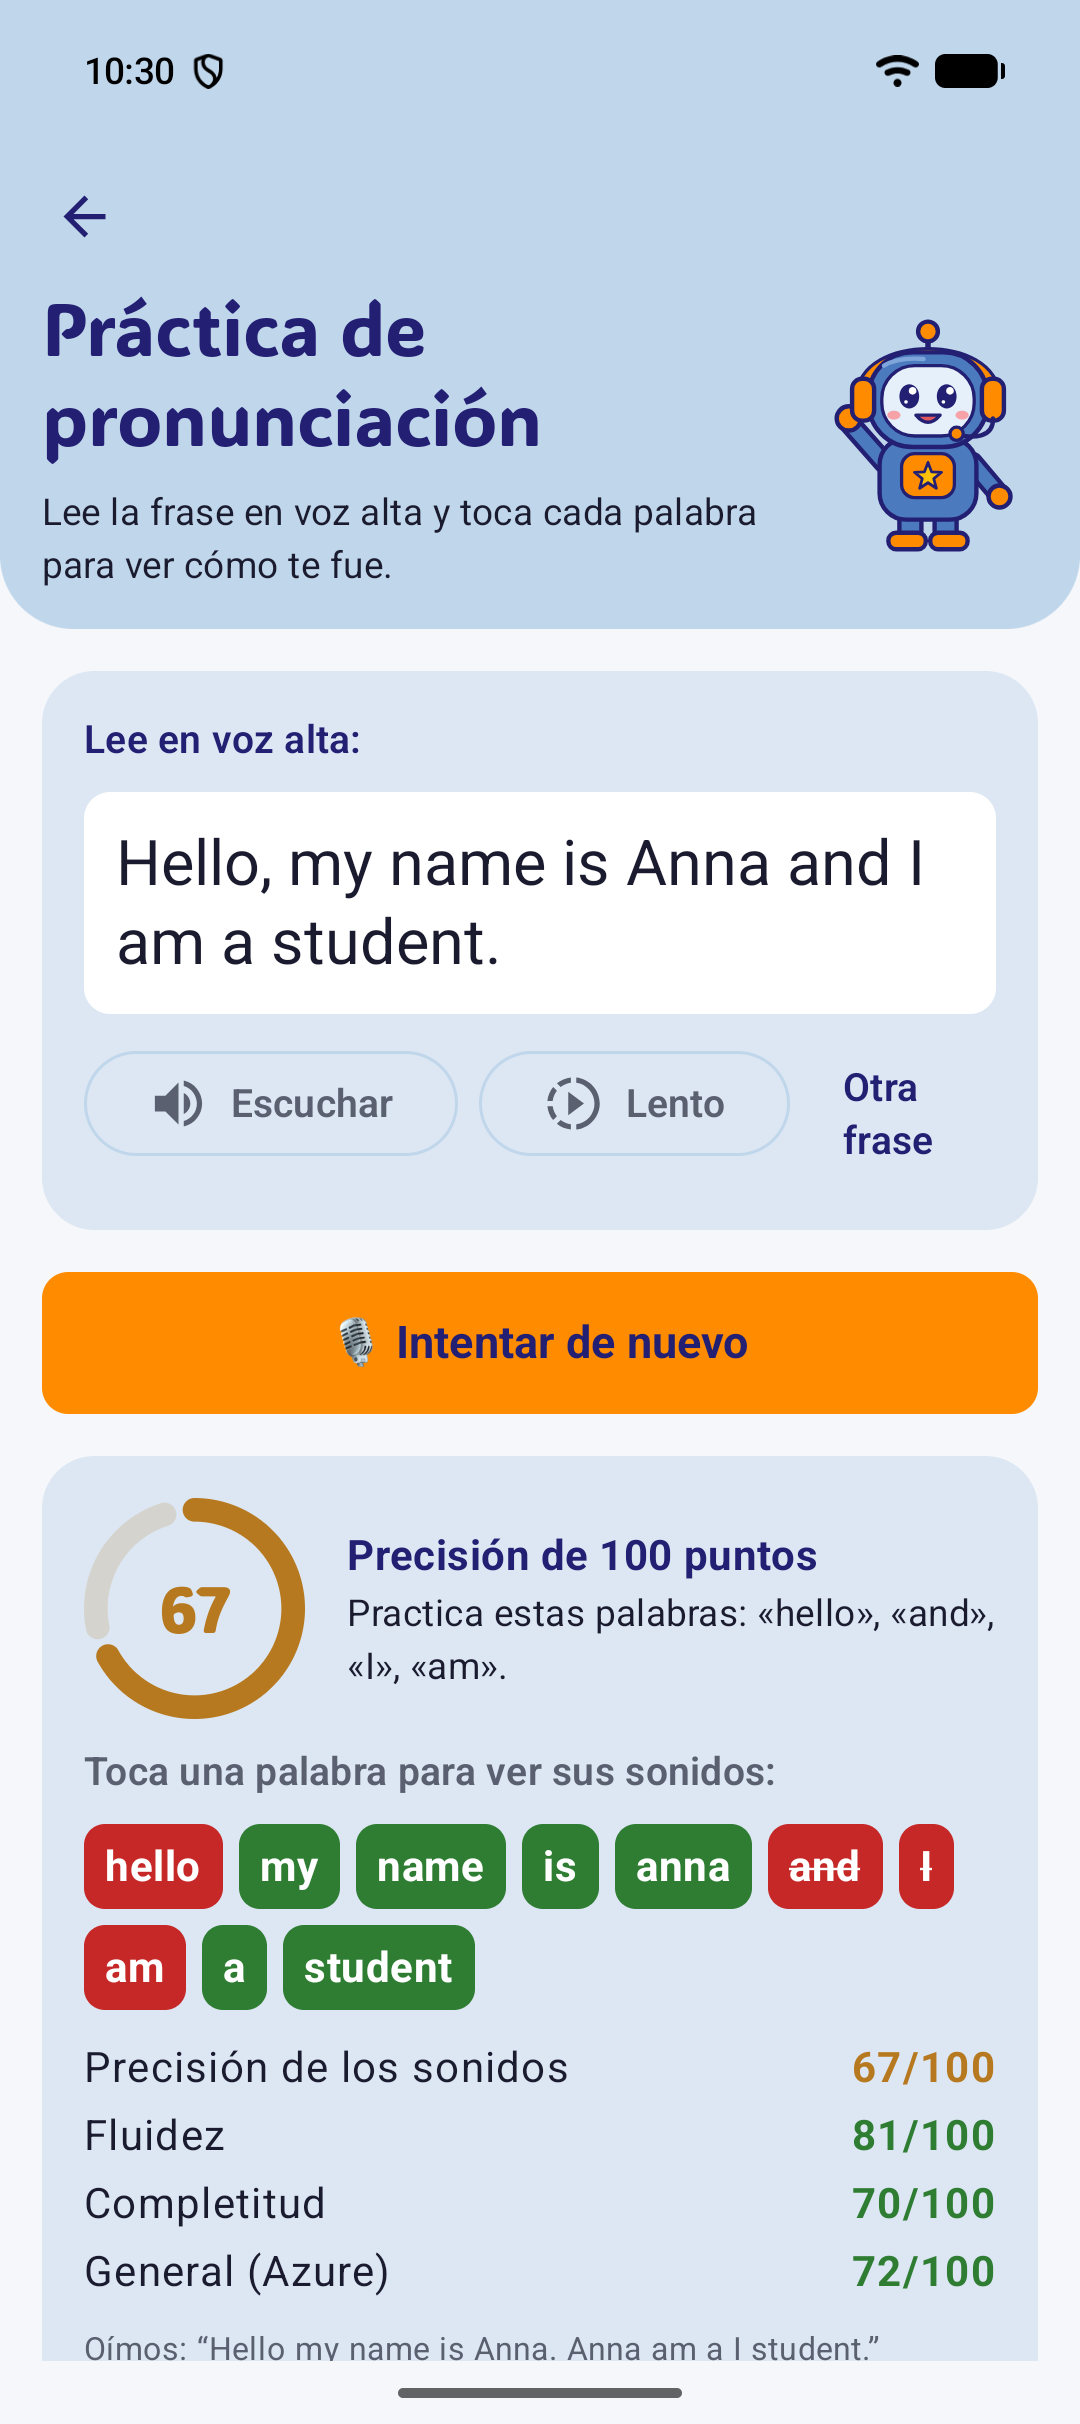 10:30
Práctica de
pronunciación
Lee la frase en voz alta y toca cada palabra
para ver cómo te fue.
Lee en voz alta:
Hello, my name is Anna and I
am a student.
Escuchar
Lento
Otra
frase
Intentar de nuevo
67
Precisión de 100 puntos
Practica estas palabras: «hello», «and»,
«I», «am».
Toca una palabra para ver sus sonidos:
hello my name is anna and I
am a student
Precisión de los sonidos 67/100
Fluidez 81/100
Completitud 70/100
General (Azure) 72/100
Oímos: “Hello my name is Anna. Anna am a I student.”